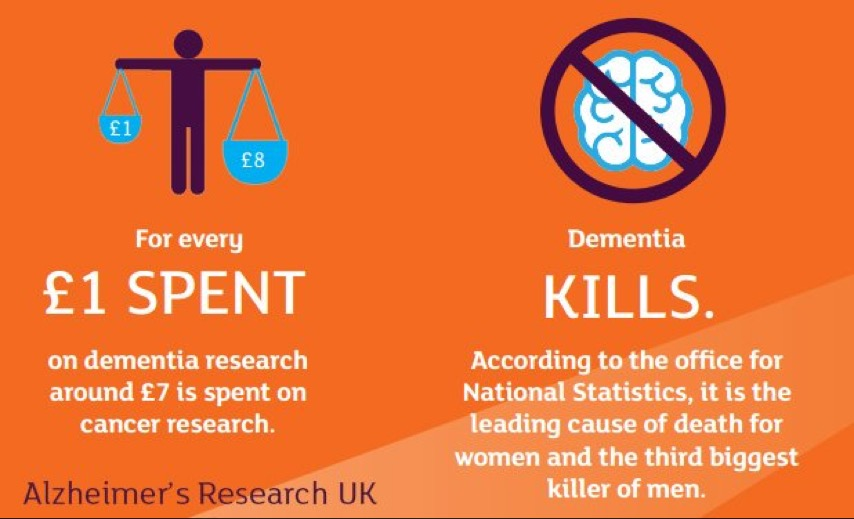 £1
£8
For every
£1 SPENT
on dementia research
around £7 is spent on
cancer research.
Alzheimer's Research UK
Dementia
KILLS.
According to the office for
National Statistics, it is the
leading cause of death for
women and the third biggest
killer of men.